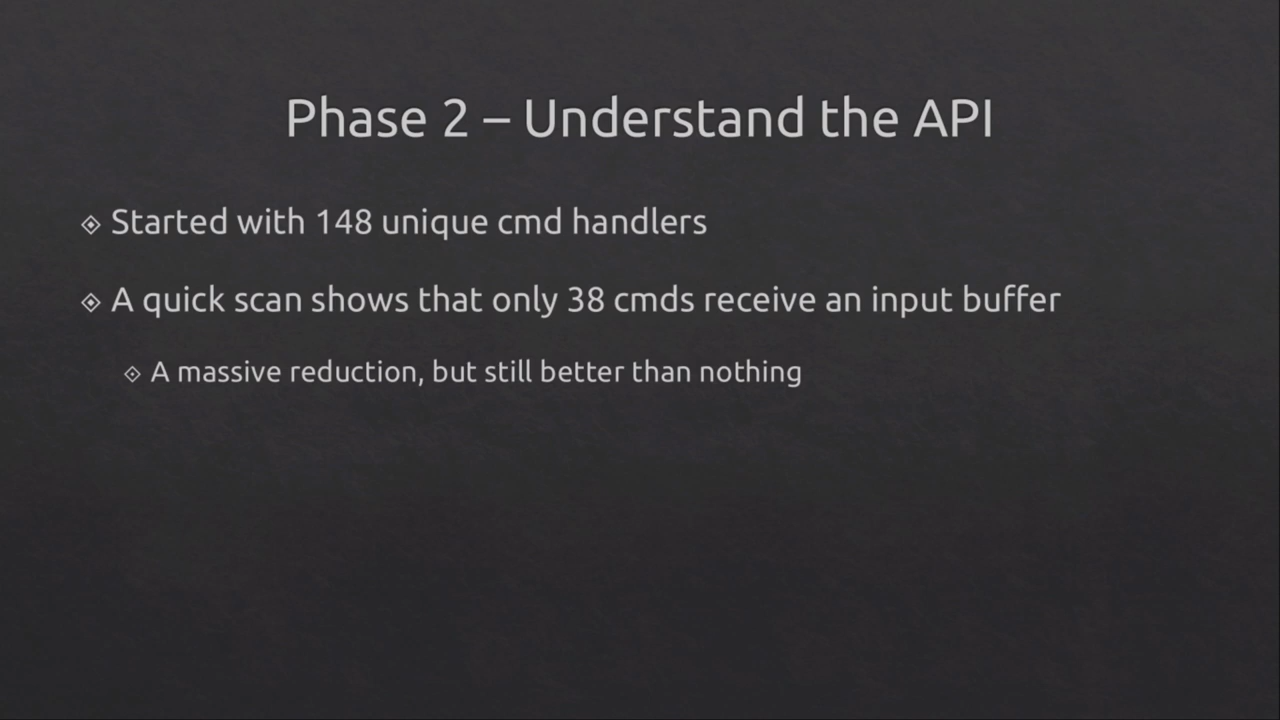 Phase 2 – Understand the API
Started with 148 unique cmd handlers
A quick scan shows that only 38 cmds receive an input buffer
A massive reduction, but still better than nothing